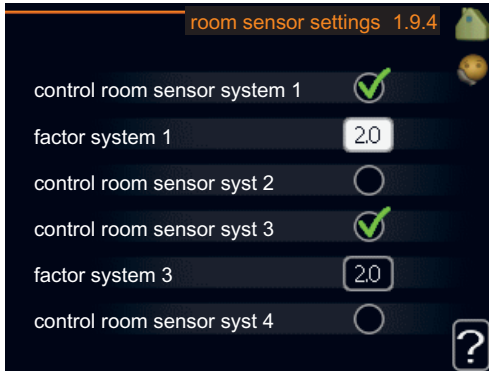 room sensor settings 1.9.4
control room sensor system 1
factor system 1 2.0
control room sensor syst 2
control room sensor syst 3
factor system 3 2.0
control room sensor syst 4
?